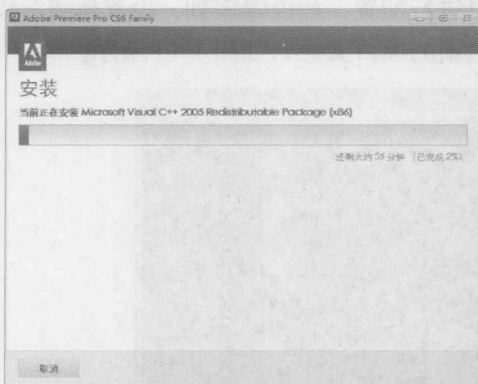 Adobe Premiere Pro CS6 Family
Adobe
安装
当前正在安装 Microsoft Visual C++ 2005 Redistributable Package (x86)
还剩大约 35 分钟 (已完成 2%)
取消